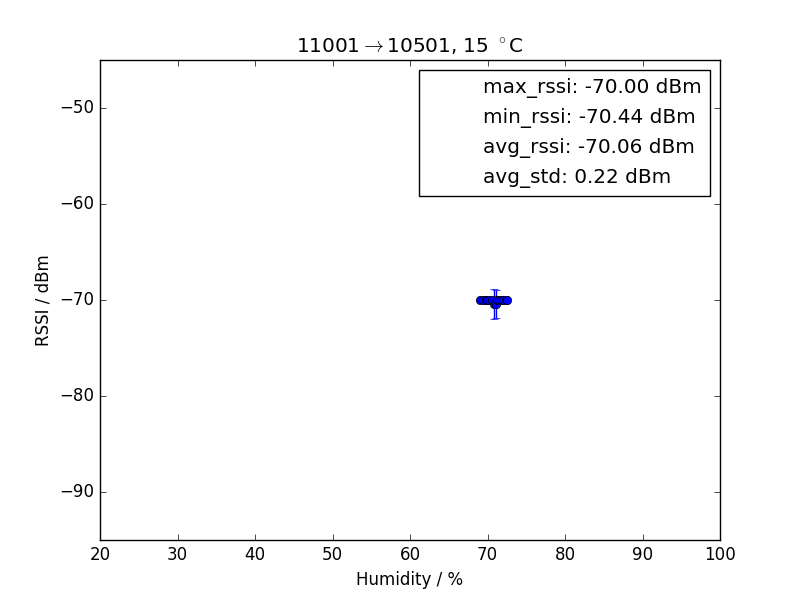 11001→10501, 15 °C
max_rssi: -70.00 dBm
min_rssi: -70.44 dBm
avg_rssi: -70.06 dBm
avg_std: 0.22 dBm
RSSI / dBm
−50
−60
−70
−80
−90
20 30 40 50 60 70 80 90 100
Humidity / %